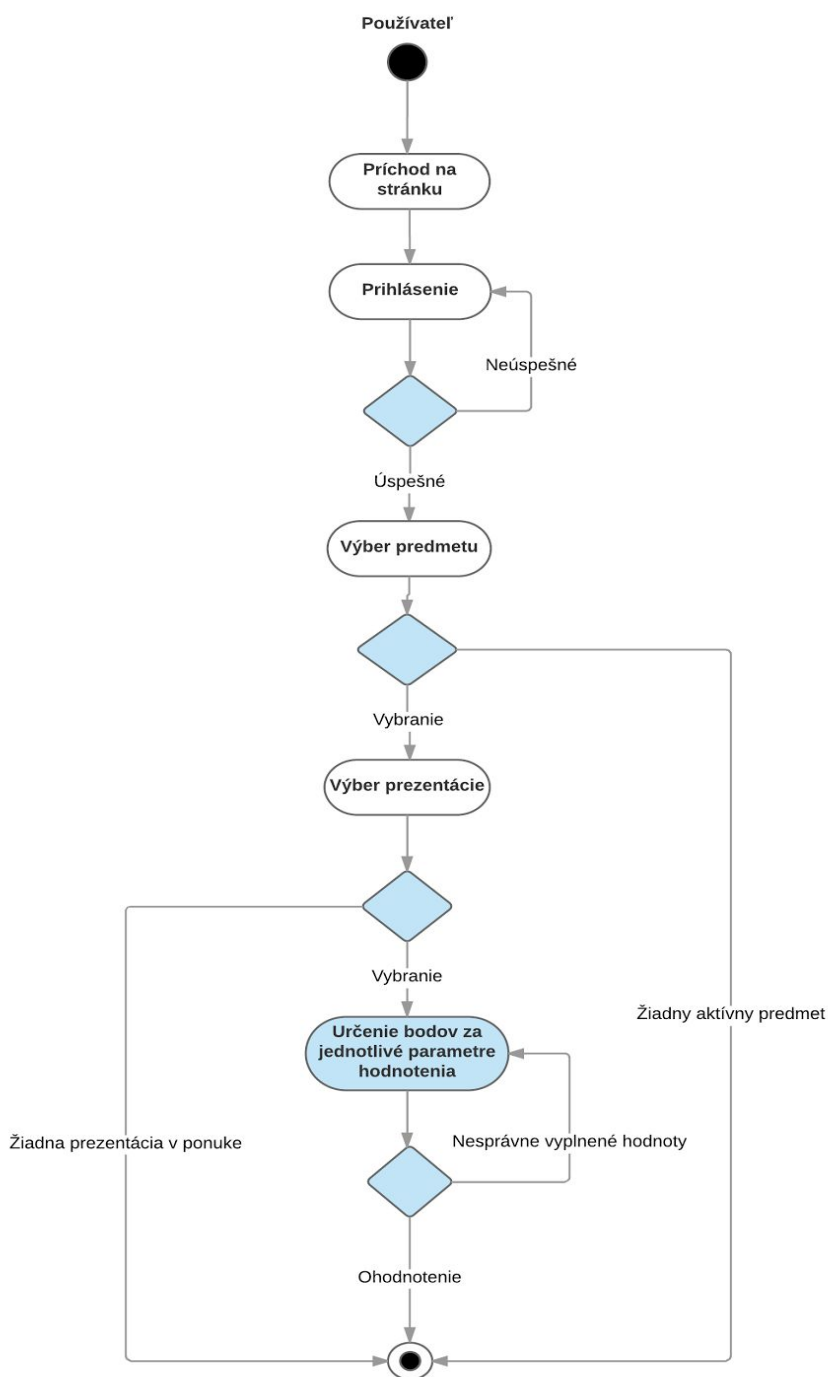 Používateľ
Príchod na
stránku
Prihlásenie
Neúspešné
Úspešné
Výber predmetu
Vybranie
Výber prezentácie
Vybranie
Žiadny aktívny predmet
Určenie bodov za
jednotlivé parametre
hodnotenia
Žiadna prezentácia v ponuke
Nesprávne vyplnené hodnoty
Ohodnotenie